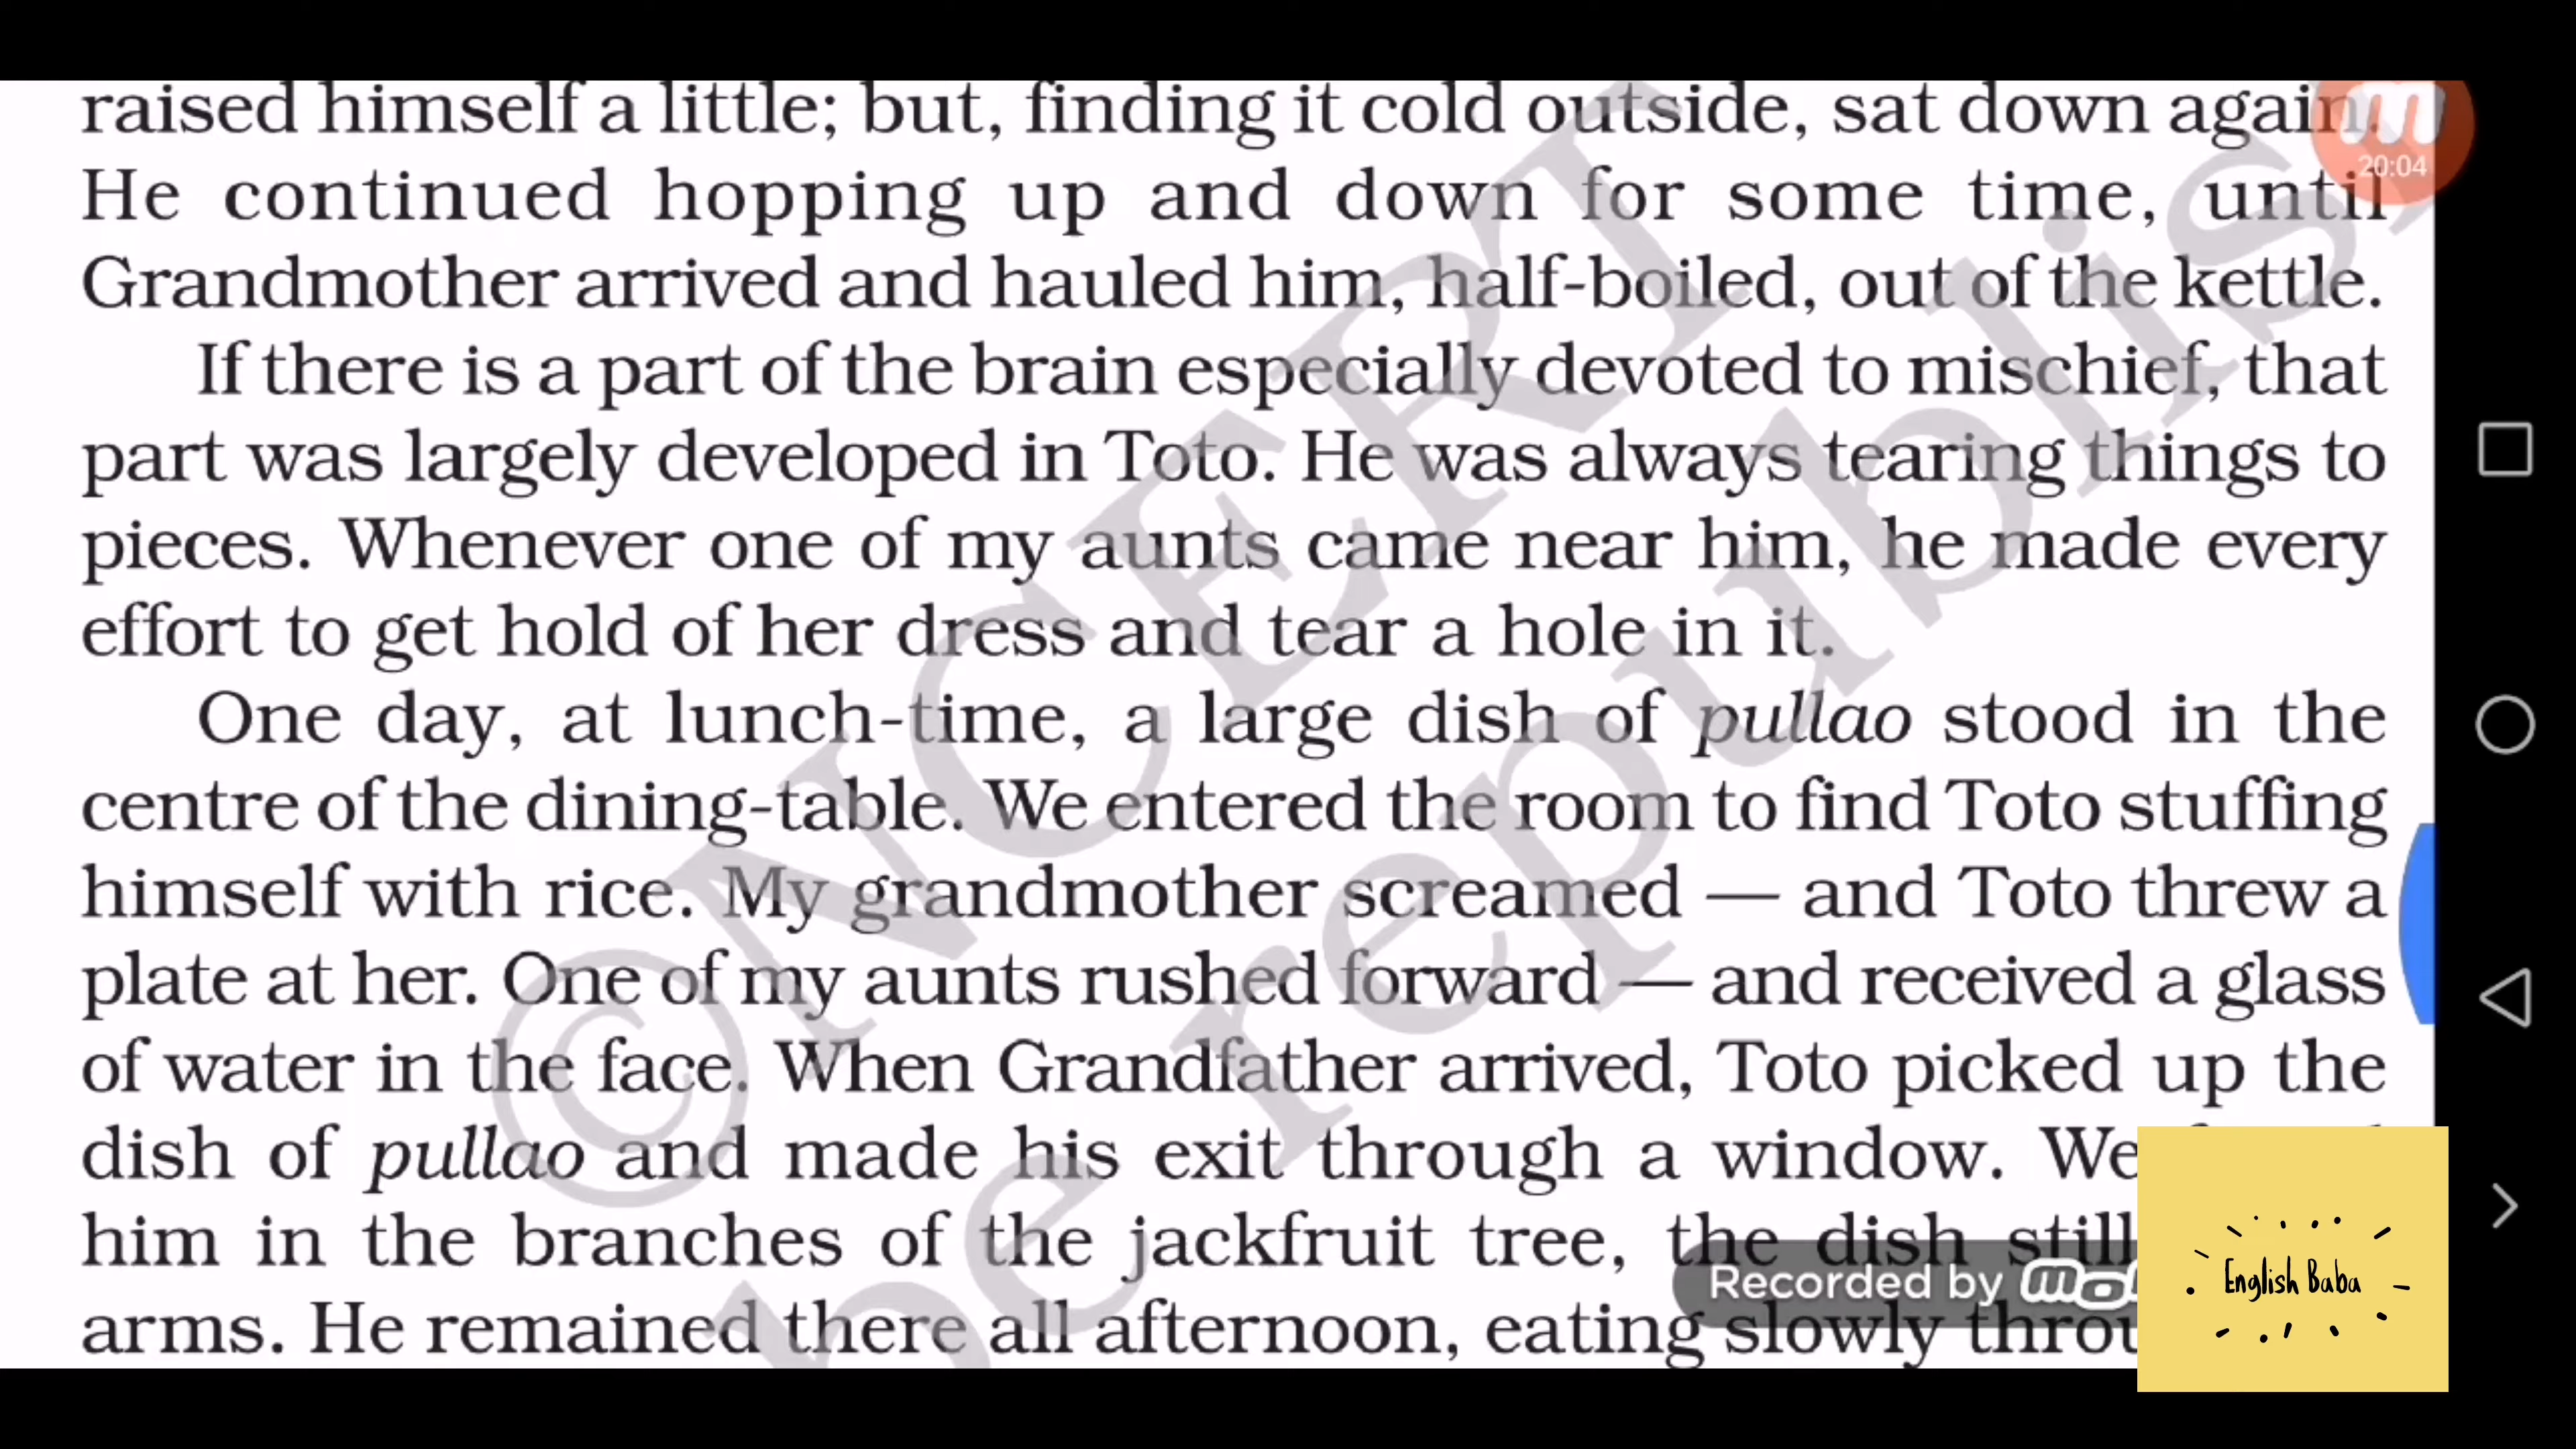 raised himself a little; but, finding it cold outside, sat down again.
He continued hopping up and down for some time, until
Grandmother arrived and hauled him, half-boiled, out of the kettle.
If there is a part of the brain especially devoted to mischief, that
part was largely developed in Toto. He was always tearing things to
pieces. Whenever one of my aunts came near him, he made every
effort to get hold of her dress and tear a hole in it.
One day, at lunch-time, a large dish of pullao stood in the
centre of the dining-table. We entered the room to find Toto stuffing
himself with rice. My grandmother screamed — and Toto threw a
plate at her. One of my aunts rushed forward — and received a glass
of water in the face. When Grandfather arrived, Toto picked up the
dish of pullao and made his exit through a window. We
him in the branches of the jackfruit tree, the dish still
arms. He remained there all afternoon, eating slowly
20:04
©NCERT
be republish
Recorded by
English Baba